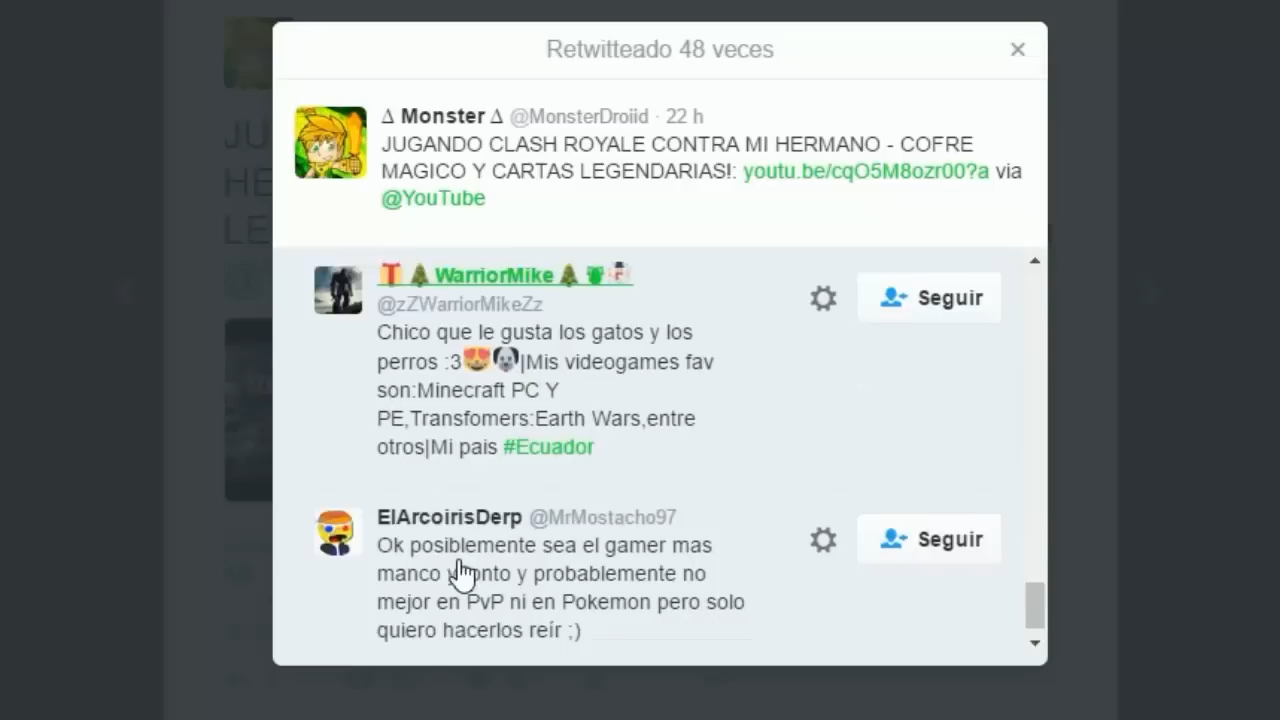 Retwitteado 48 veces
∆ Monster ∆ @MonsterDroiid · 22 h
JUGANDO CLASH ROYALE CONTRA MI HERMANO - COFRE
MAGICO Y CARTAS LEGENDARIAS!: youtu.be/cqO5M8ozr00?a via
@YouTube
WarriorMike
@zZWarriorMikeZz
Seguir
Chico que le gusta los gatos y los
perros :3😍🐶|Mis videogames fav
son:Minecraft PC Y
PE,Transfomers:Earth Wars,entre
otros|Mi pais #Ecuador
ElArcoirisDerp @MrMostacho97
Seguir
Ok posiblemente sea el gamer mas
manco y y probablemente no
mejor en PvP ni en Pokemon pero solo
quiero hacerlos reír ;)